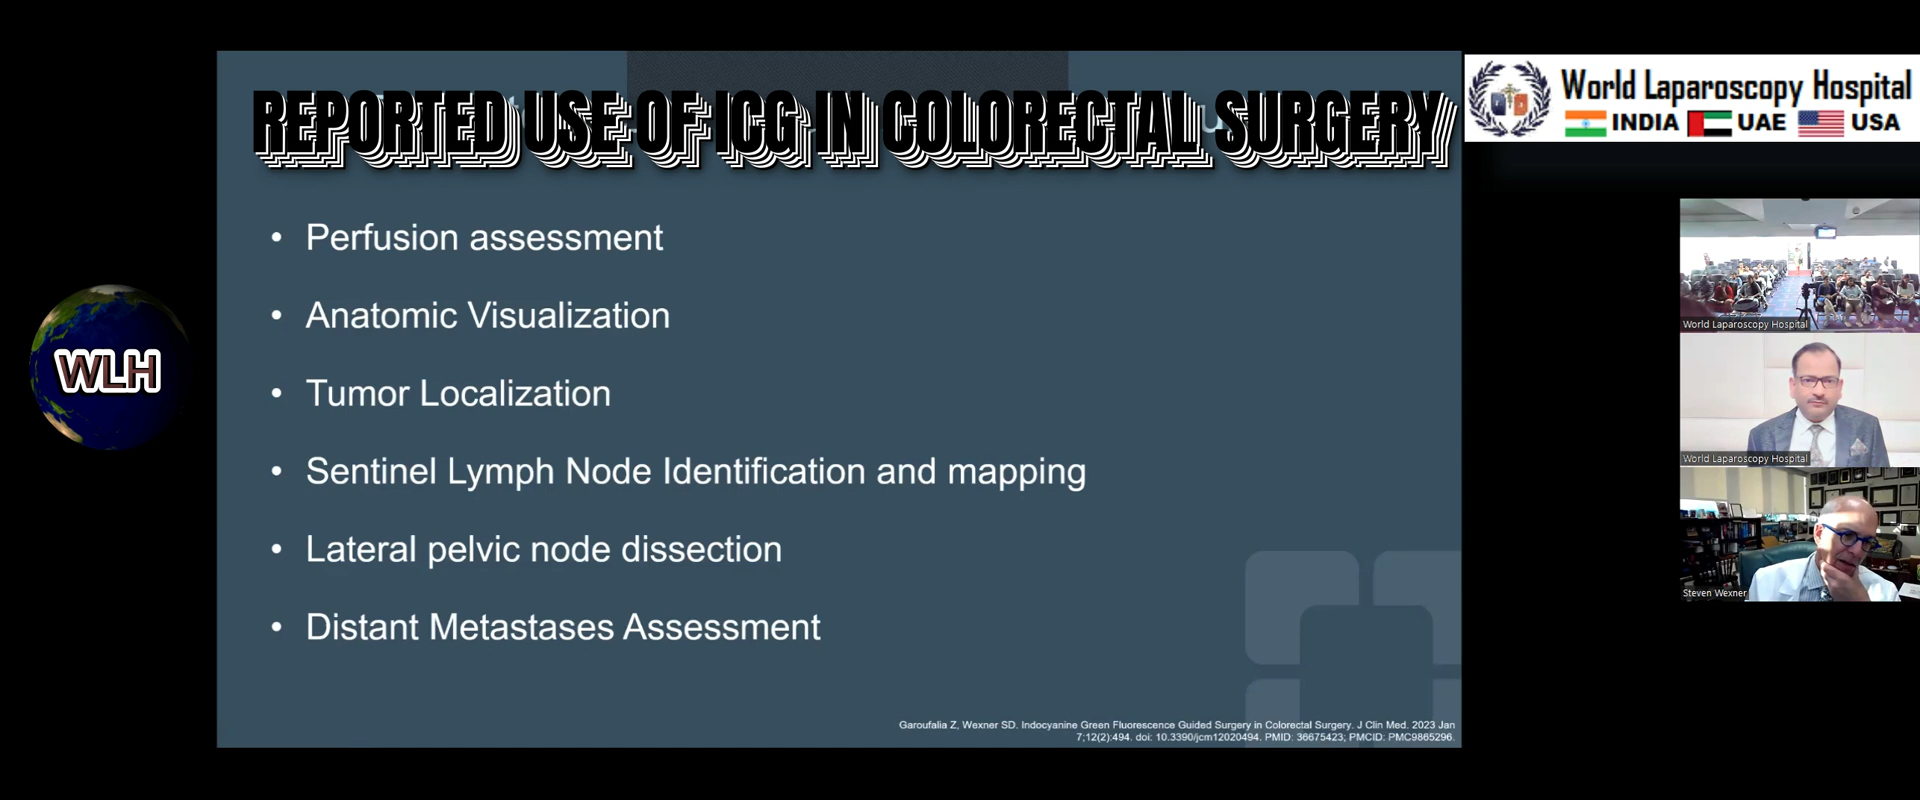 REPORTED USE OF ICG IN COLORECTAL SURGERY
World Laparoscopy Hospital
INDIA UAE USA
• Perfusion assessment
• Anatomic Visualization
• Tumor Localization
• Sentinel Lymph Node Identification and mapping
• Lateral pelvic node dissection
• Distant Metastases Assessment
WLH
World Laparoscopy Hospital
World Laparoscopy Hospital
Steven Wexner
Garoufalia Z, Wexner SD. Indocyanine Green Fluorescence Guided Surgery in Colorectal Surgery. J Clin Med. 2023 Jan
7;12(2):494. doi: 10.3390/jcm12020494. PMID: 36675423; PMCID: PMC9865296.